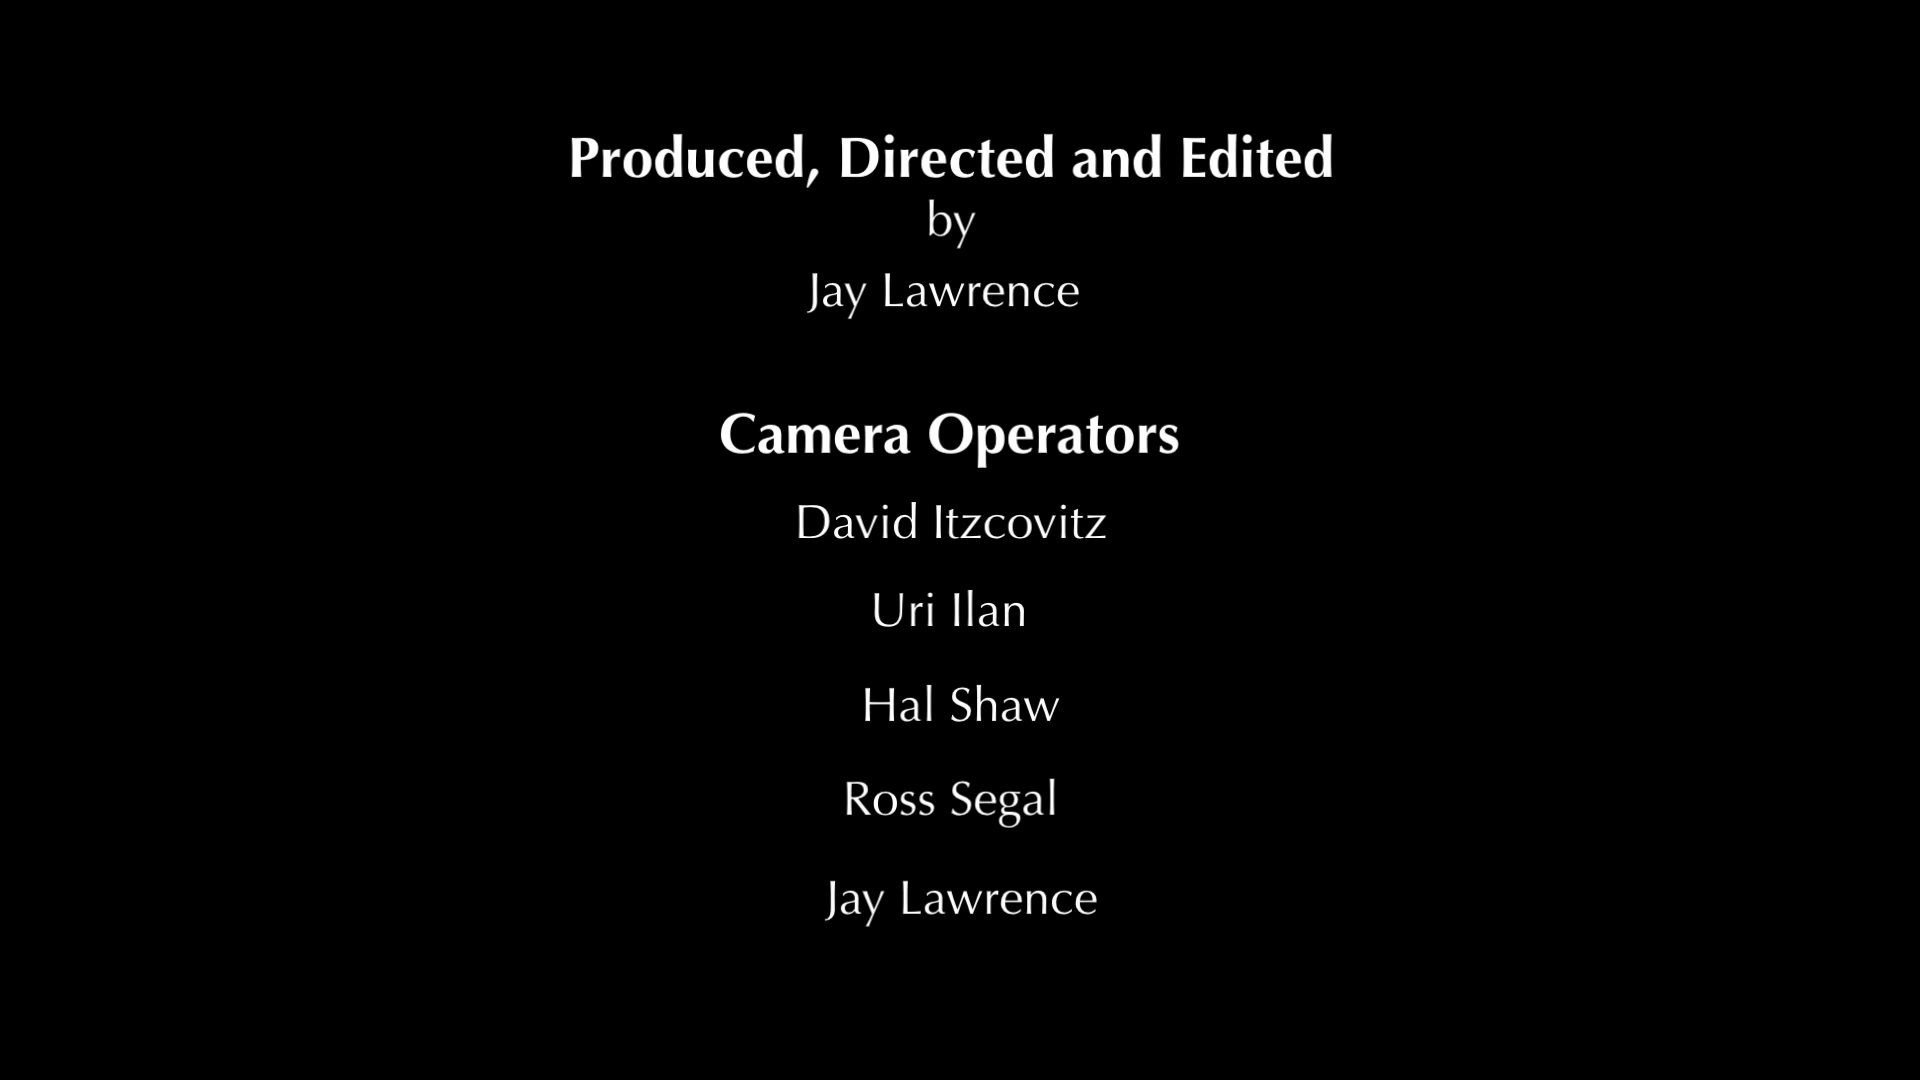 Produced, Directed and Edited
by
Jay Lawrence
Camera Operators
David Itzcovitz
Uri Ilan
Hal Shaw
Ross Segal
Jay Lawrence